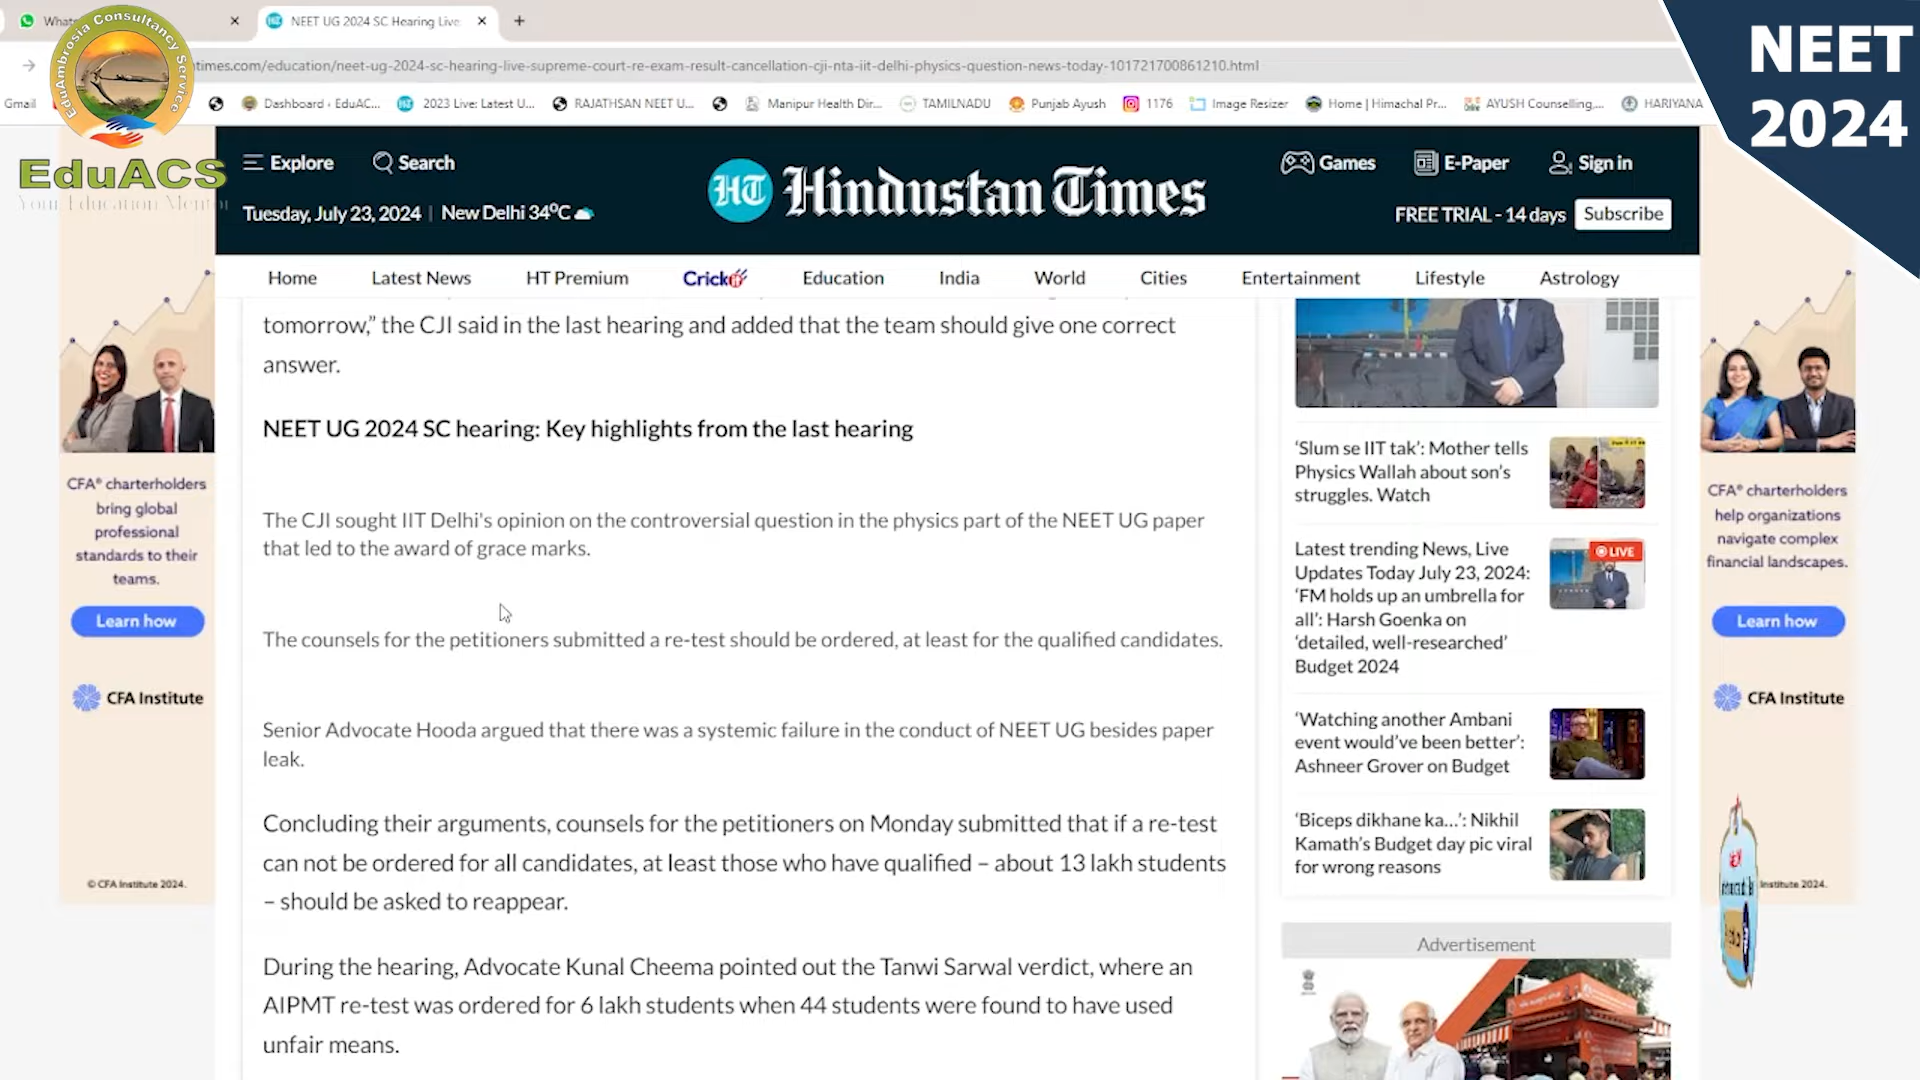 NEET UG 2024 SC Hearing Live
NEET
2024
times.com/education/neet-ug-2024-sc-hearing-live-supreme-court-re-exam-result-cancellation-cji-nta-iit-delhi-physics-question-news-today-101721700861210.html
Gmail
Dashboard ‹ EduAC...
2023 Live: Latest U...
RAJATHSAN NEET U...
Manipur Health Dir...
TAMILNADU
Punjab Ayush
1176
Image Resizer
Home | Himachal Pr...
AYUSH Counselling,...
HARIYANA
EduAmbrosia Consultancy Service
EduACS
Your Education Mentor
Explore
Search
HT Hindustan Times
Games
E-Paper
Sign in
Tuesday, July 23, 2024 | New Delhi 34ºC
FREE TRIAL - 14 days
Subscribe
Home
Latest News
HT Premium
Crickit
Education
India
World
Cities
Entertainment
Lifestyle
Astrology
tomorrow,” the CJI said in the last hearing and added that the team should give one correct
answer.
NEET UG 2024 SC hearing: Key highlights from the last hearing
The CJI sought IIT Delhi's opinion on the controversial question in the physics part of the NEET UG paper
that led to the award of grace marks.
The counsels for the petitioners submitted a re-test should be ordered, at least for the qualified candidates.
Senior Advocate Hooda argued that there was a systemic failure in the conduct of NEET UG besides paper
leak.
Concluding their arguments, counsels for the petitioners on Monday submitted that if a re-test
can not be ordered for all candidates, at least those who have qualified – about 13 lakh students
– should be asked to reappear.
During the hearing, Advocate Kunal Cheema pointed out the Tanwi Sarwal verdict, where an
AIPMT re-test was ordered for 6 lakh students when 44 students were found to have used
unfair means.
‘Slum se IIT tak’: Mother tells
Physics Wallah about son’s
struggles. Watch
Latest trending News, Live
Updates Today July 23, 2024:
‘FM holds up an umbrella for
all’: Harsh Goenka on
‘detailed, well-researched’
Budget 2024
LIVE
‘Watching another Ambani
event would’ve been better’:
Ashneer Grover on Budget
‘Biceps dikhane ka...’: Nikhil
Kamath’s Budget day pic viral
for wrong reasons
Advertisement
CFA® charterholders
bring global
professional
standards to their
teams.
Learn how
CFA Institute
© CFA Institute 2024.
CFA® charterholders
help organizations
navigate complex
financial landscapes.
Learn how
CFA Institute
Institute 2024.